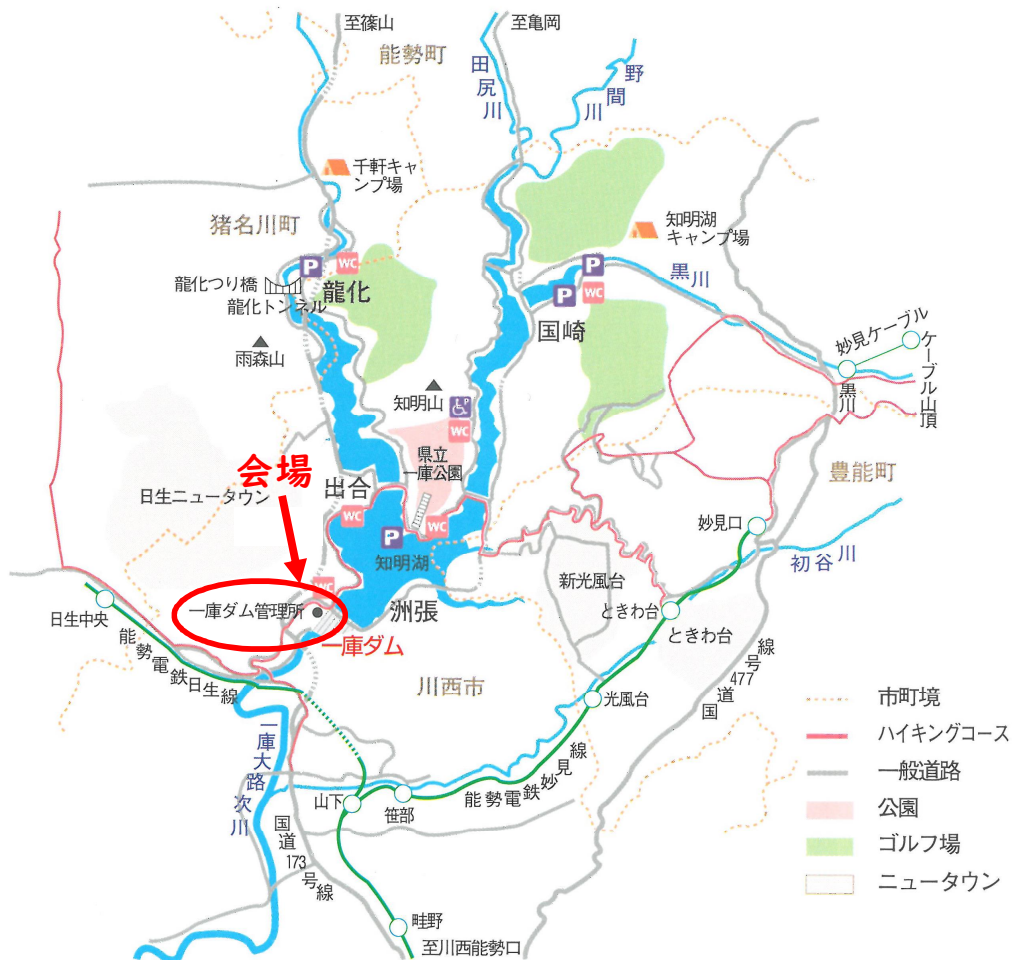 至篠山
至亀岡
能勢町
田尻川
野間川
千軒キャ
ンプ場
猪名川町
知明湖
キャンプ場
P
WC
P
黒川
龍化つり橋
龍化
龍化トンネル
P
WC
国崎
妙見ケーブル
ケーブル山頂
雨森山
黒川
知明山
P
WC
県立
一庫公園
会場
出合
日生ニュータウン
豊能町
WC
WC
妙見口
P
知明湖
初谷川
新光風台
WC
一庫ダム管理所
洲張
ときわ台
ときわ台
日生中央
一庫ダム
能勢電鉄日生線
川西市
国道477号線
光風台
市町境
ハイキングコース
一庫大路次川
一般道路
能勢電鉄妙見線
山下
笹部
公園
国道173号線
ゴルフ場
ニュータウン
畦野
至川西能勢口